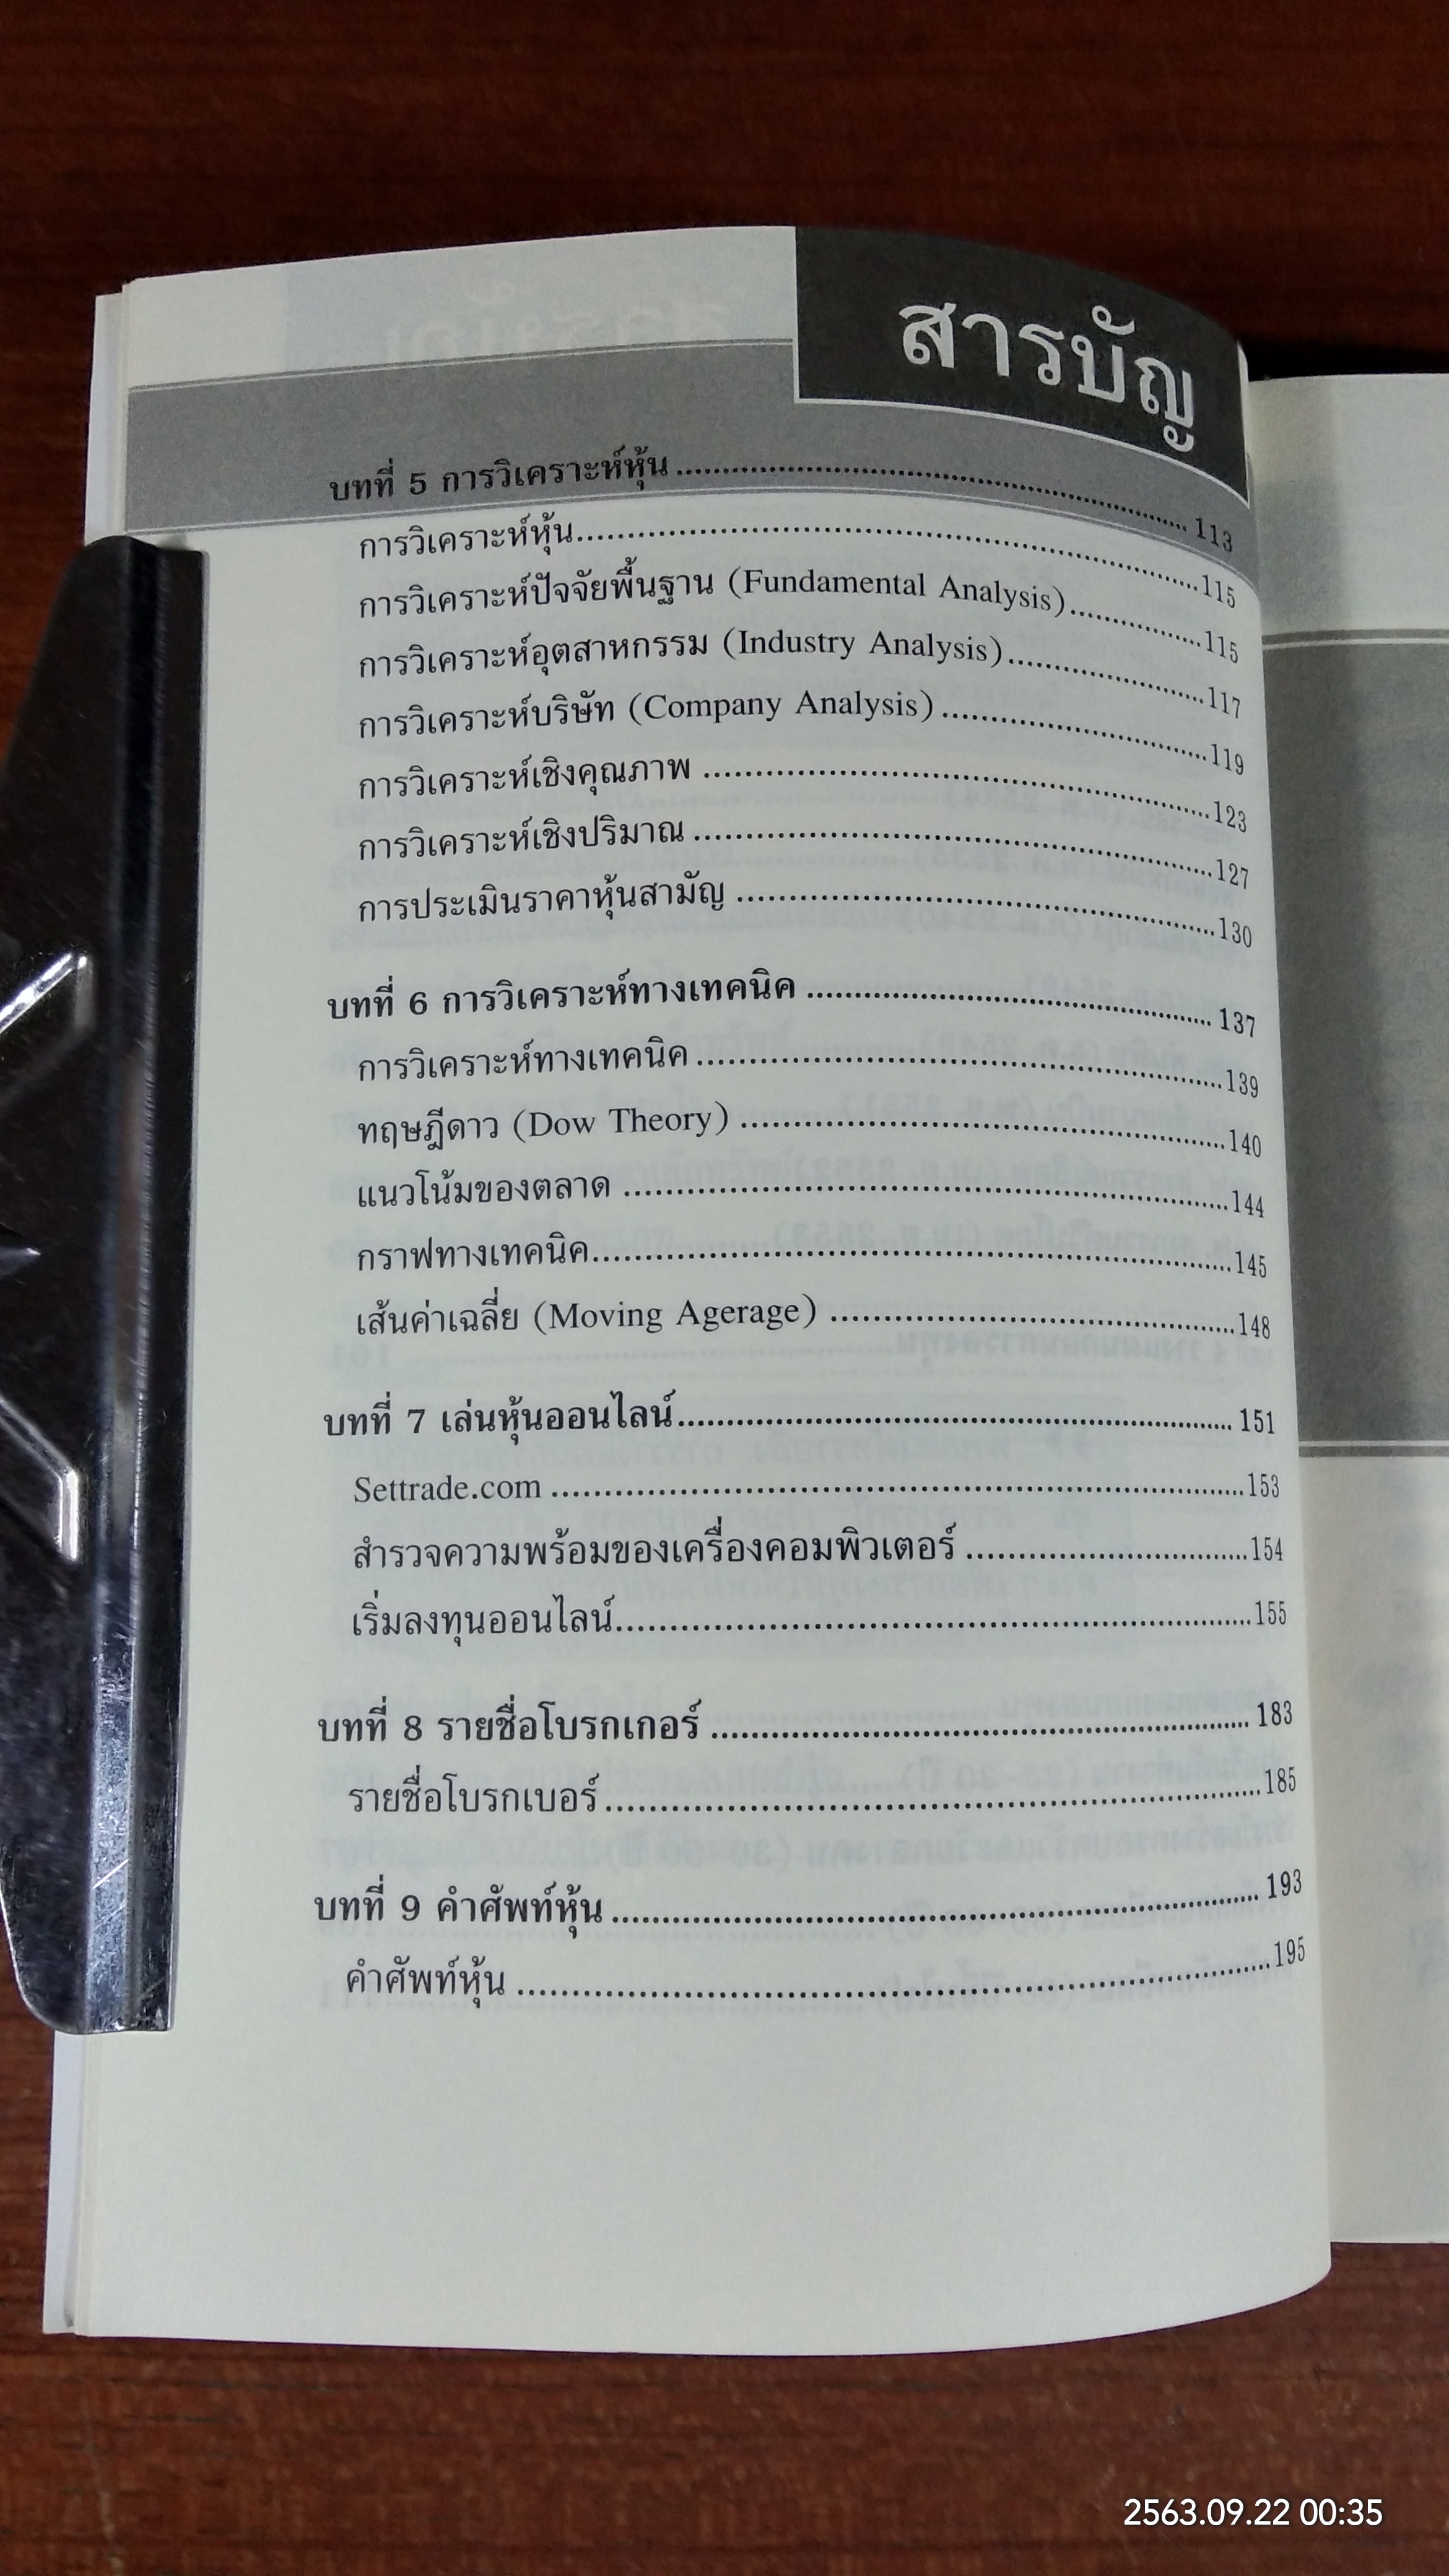 สารบัญ
บทที่ 5 การวิเคราะห์หุ้น ........................................ 113
การวิเคราะห์หุ้น........................................115
การวิเคราะห์ปัจจัยพื้นฐาน (Fundamental Analysis)..............115
การวิเคราะห์อุตสาหกรรม (Industry Analysis)....................117
การวิเคราะห์บริษัท (Company Analysis) .........................119
การวิเคราะห์เชิงคุณภาพ ........................................123
การวิเคราะห์เชิงปริมาณ ........................................127
การประเมินราคาหุ้นสามัญ ........................................130
บทที่ 6 การวิเคราะห์ทางเทคนิค ........................................ 137
การวิเคราะห์ทางเทคนิค........................................139
ทฤษฎีดาว (Dow Theory) ........................................140
แนวโน้มของตลาด ........................................144
กราฟทางเทคนิค........................................145
เส้นค่าเฉลี่ย (Moving Agerage) ........................................148
บทที่ 7 เล่นหุ้นออนไลน์........................................ 151
Settrade.com ........................................153
สำรวจความพร้อมของเครื่องคอมพิวเตอร์ ..........................154
เริ่มลงทุนออนไลน์........................................155
บทที่ 8 รายชื่อโบรกเกอร์ ........................................ 183
รายชื่อโบรกเบอร์........................................185
บทที่ 9 คำศัพท์หุ้น ........................................ 193
คำศัพท์หุ้น ........................................195
2563.09.22 00:35